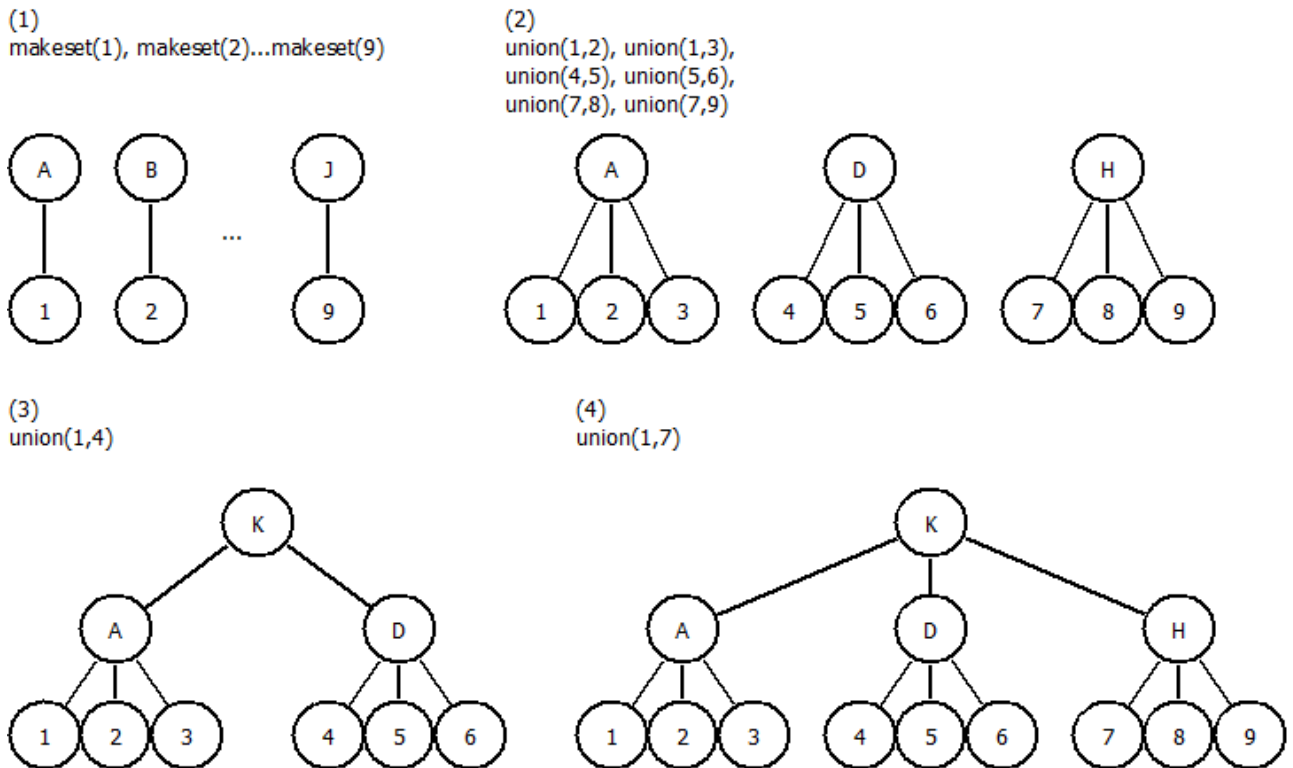 (1)
makeset(1), makeset(2)...makeset(9)
(2)
union(1,2), union(1,3),
union(4,5), union(5,6),
union(7,8), union(7,9)
A B ... J
1 2 9
A D H
1 2 3 4 5 6 7 8 9
(3)
union(1,4)
K
A D
1 2 3 4 5 6
(4)
union(1,7)
K
A D H
1 2 3 4 5 6 7 8 9